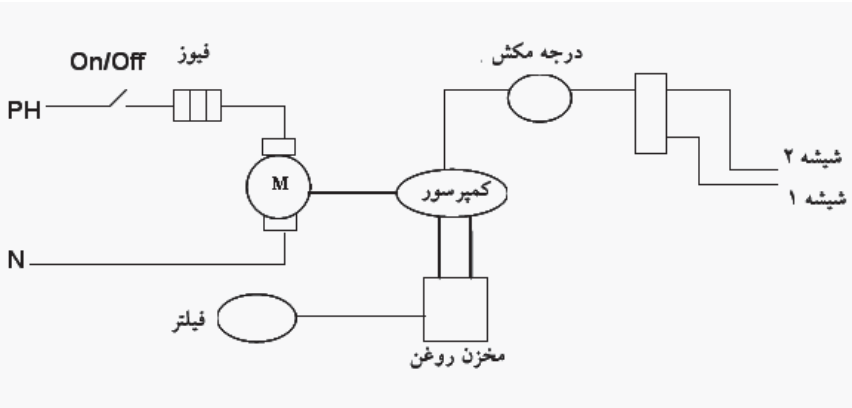 On/Off
فیوز
درجه مکش
PH
شیشه ۲
M
کمپرسور
شیشه ۱
N
فیلتر
مخزن روغن